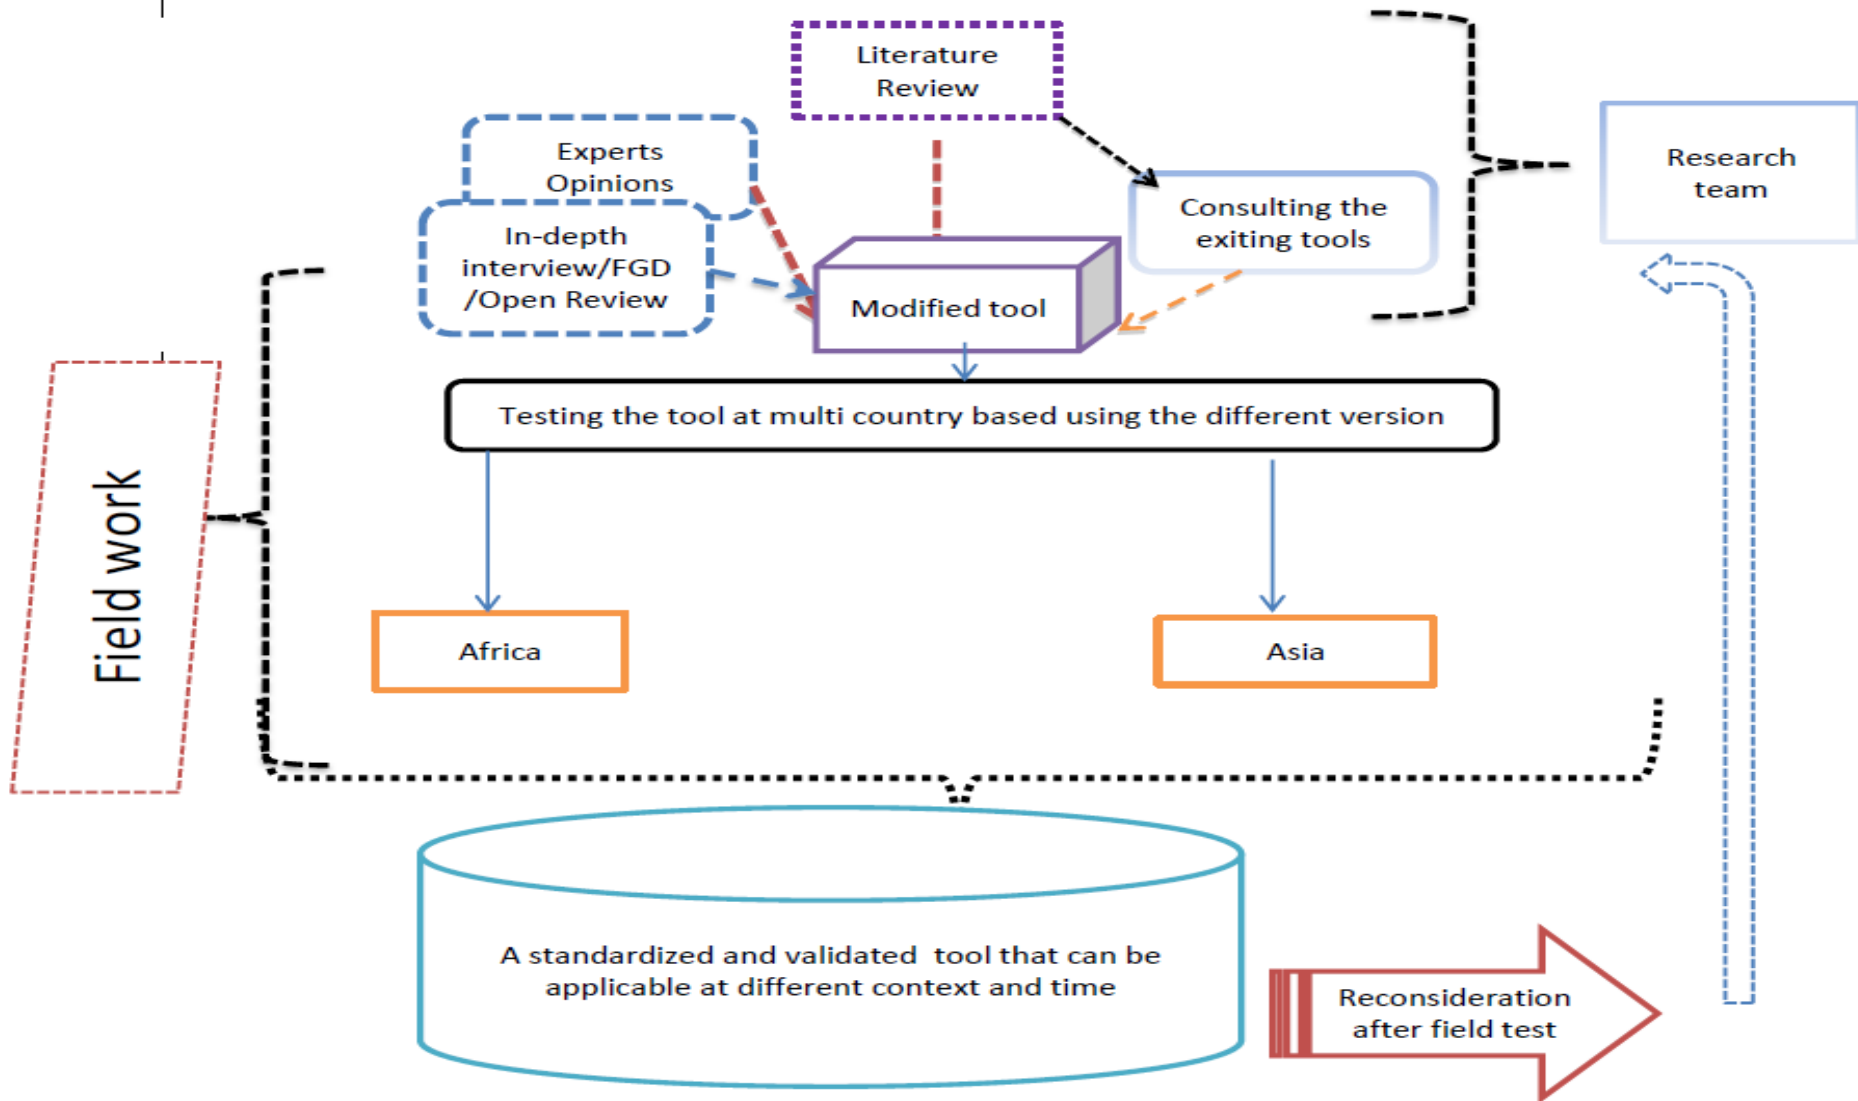 Literature
Review
Experts
Opinions
Research
team
Consulting the
exiting tools
In-depth
interview/FGD
/Open Review
Modified tool
Testing the tool at multi country based using the different version
Field work
Africa
Asia
A standardized and validated  tool that can be
applicable at different context and time
Reconsideration
after field test